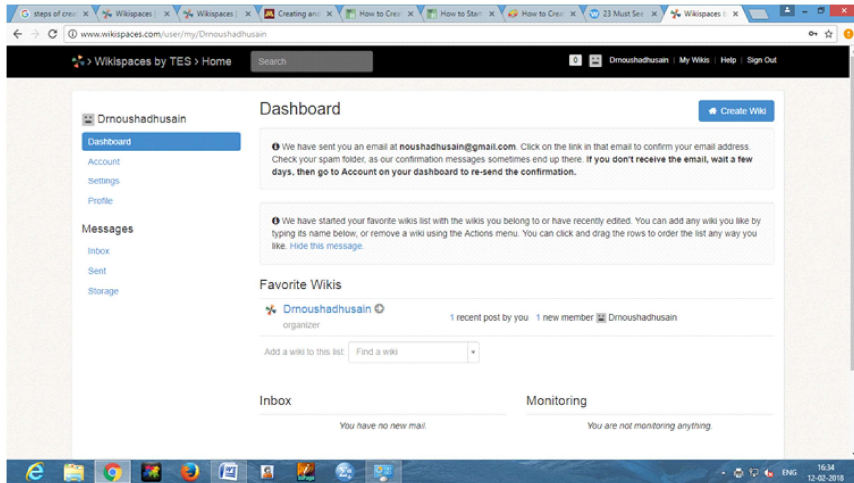 steps of crea
Wikispaces |
Wikispaces |
Creating and
How to Crea
How to Start
How to Crea
23 Must See
Wikispaces b
www.wikispaces.com/user/my/Drnoushadhusain
> Wikispaces by TES > Home
Search
0
Drnoushadhusain | My Wikis | Help | Sign Out
Drnoushadhusain
Dashboard
Account
Settings
Profile
Messages
Inbox
Sent
Storage
Dashboard
Create Wiki
We have sent you an email at noushadhusain@gmail.com. Click on the link in that email to confirm your email address.
Check your spam folder, as our confirmation messages sometimes end up there. If you don't receive the email, wait a few
days, then go to Account on your dashboard to re-send the confirmation.
We have started your favorite wikis list with the wikis you belong to or have recently edited. You can add any wiki you like by
typing its name below, or remove a wiki using the Actions menu. You can click and drag the rows to order the list any way you
like. Hide this message.
Favorite Wikis
Drnoushadhusain
organizer
1 recent post by you 1 new member Drnoushadhusain
Add a wiki to this list: Find a wiki
Inbox
You have no new mail.
Monitoring
You are not monitoring anything.
ENG
16:34
12-02-2018